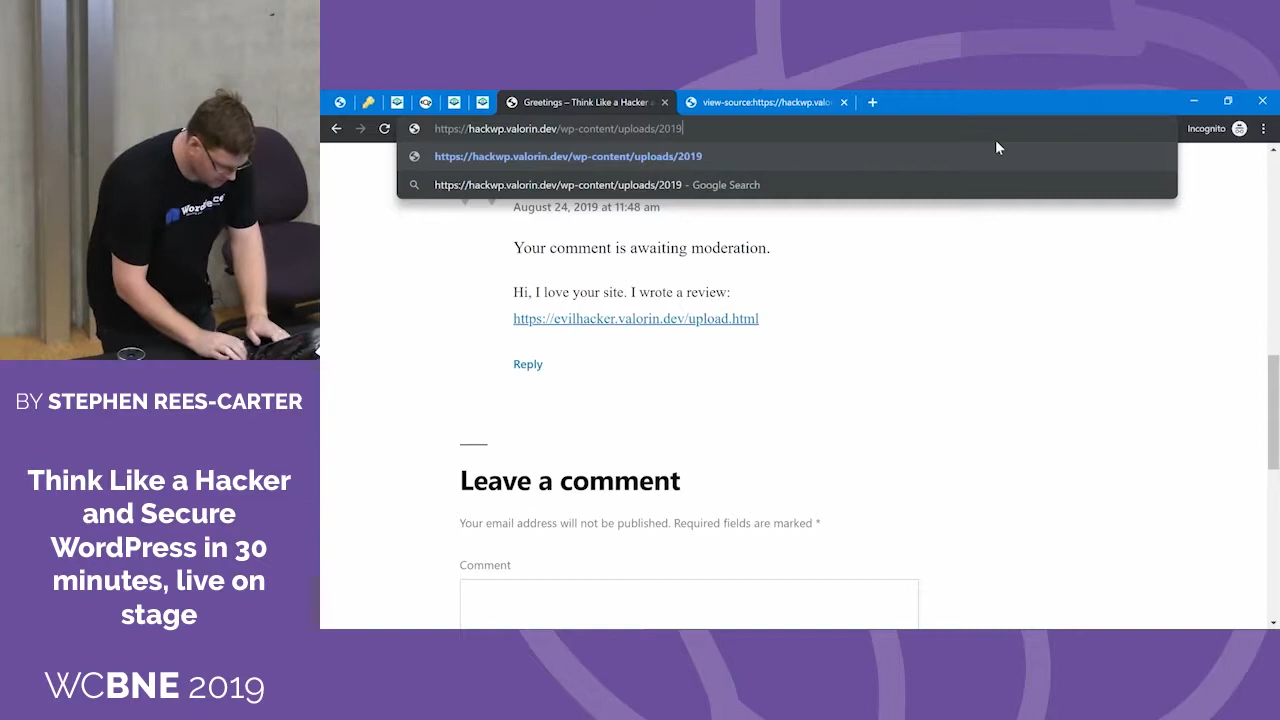 Greetings – Think Like a Hacker
view-source:https://hackwp.valor
https://hackwp.valorin.dev/wp-content/uploads/2019
Incognito
https://hackwp.valorin.dev/wp-content/uploads/2019
https://hackwp.valorin.dev/wp-content/uploads/2019 - Google Search
August 24, 2019 at 11:48 am
Your comment is awaiting moderation.
Hi, I love your site. I wrote a review:
https://evilhacker.valorin.dev/upload.html
Reply
Leave a comment
Your email address will not be published. Required fields are marked *
Comment
BY STEPHEN REES-CARTER
Think Like a Hacker
and Secure
WordPress in 30
minutes, live on
stage
WCBNE 2019